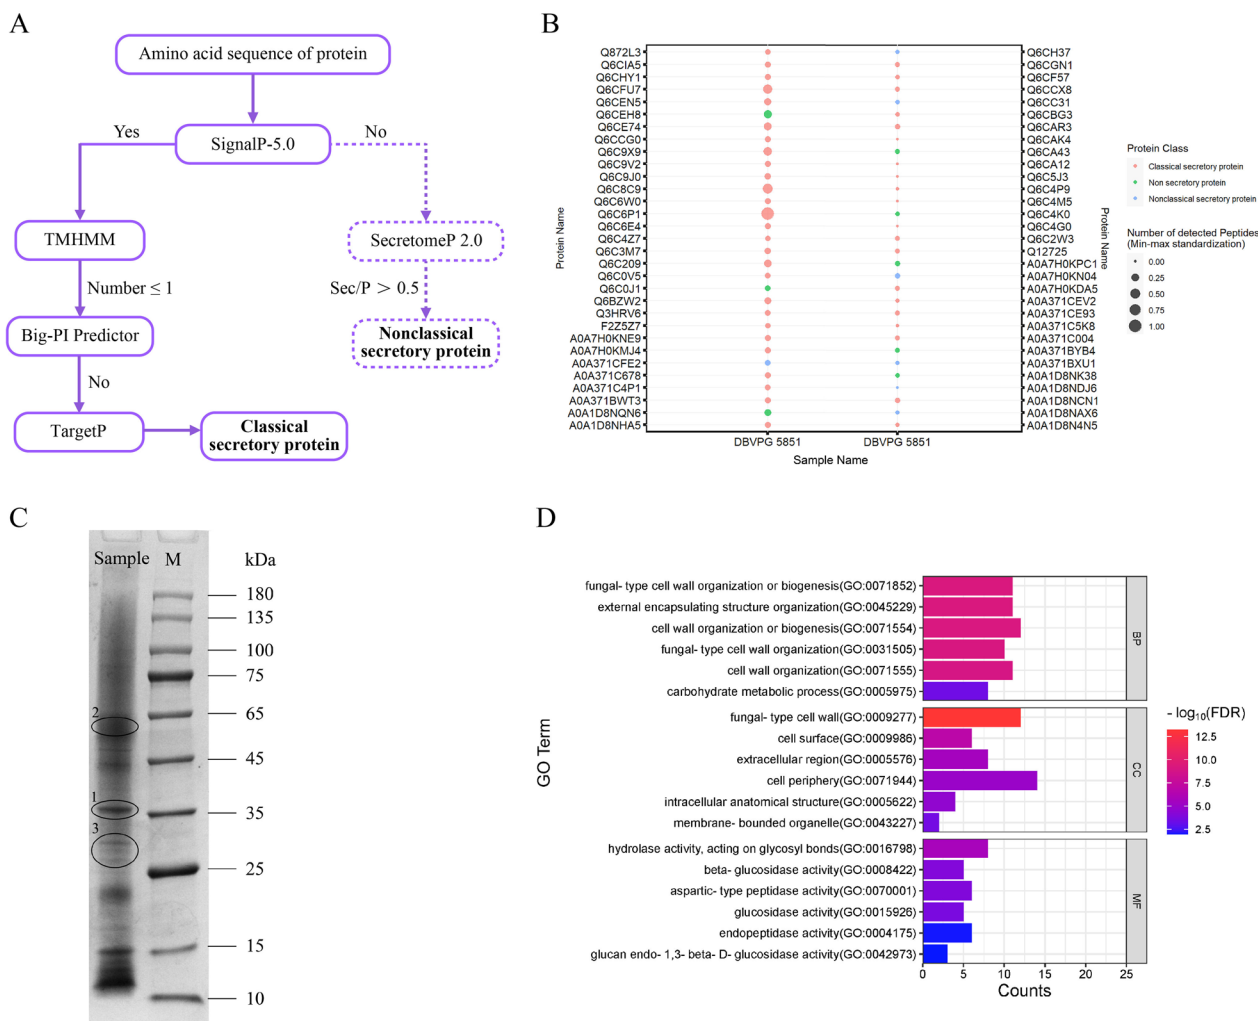 A
Amino acid sequence of protein
Yes
No
SignalP-5.0
TMHMM
SecretomeP 2.0
Number ≤ 1
Sec/P > 0.5
Big-PI Predictor
Nonclassical
secretory protein
No
TargetP
Classical
secretory protein
B
Protein Name
Q872L3
Q6CIA5
Q6CHY1
Q6CFU7
Q6CEN5
Q6CEH8
Q6CE74
Q6CCG0
Q6C9X9
Q6C9V2
Q6C9J0
Q6C8C9
Q6C6W0
Q6C6P1
Q6C6E4
Q6C4Z7
Q6C3M7
Q6C209
Q6C0V5
Q6C0J1
Q6BZW2
Q3HRV6
F2Z5Z7
A0A7H0KNE9
A0A7H0KMJ4
A0A371CFE2
A0A371C678
A0A371C4P1
A0A371BWT3
A0A1D8NQN6
A0A1D8NHA5
Q6CH37
Q6CGN1
Q6CF57
Q6CCX8
Q6CC31
Q6CBG3
Q6CAR3
Q6CAK4
Q6CA43
Q6CA12
Q6C5J3
Q6C4P9
Q6C4M5
Q6C4K0
Q6C4G0
Q6C2W3
Q12725
A0A7H0KPC1
A0A7H0KN04
A0A7H0KDA5
A0A371CEV2
A0A371CE93
A0A371C5K8
A0A371C004
A0A371BYB4
A0A371BXU1
A0A1D8NK38
A0A1D8NDJ6
A0A1D8NCN1
A0A1D8NAX6
A0A1D8N4N5
Protein Name
DBVPG 5851
DBVPG 5851
Sample Name
Protein Class
Classical secretory protein
Non secretory protein
Nonclassical secretory protein
Number of detected Peptides
(Min-max standardization)
0.00
0.25
0.50
0.75
1.00
C
Sample M kDa
180
135
100
75
65
45
35
25
15
10
2
1
3
D
GO Term
fungal- type cell wall organization or biogenesis(GO:0071852)
external encapsulating structure organization(GO:0045229)
cell wall organization or biogenesis(GO:0071554)
fungal- type cell wall organization(GO:0031505)
cell wall organization(GO:0071555)
carbohydrate metabolic process(GO:0005975)
BP
fungal- type cell wall(GO:0009277)
cell surface(GO:0009986)
extracellular region(GO:0005576)
cell periphery(GO:0071944)
intracellular anatomical structure(GO:0005622)
membrane- bounded organelle(GO:0043227)
CC
hydrolase activity, acting on glycosyl bonds(GO:0016798)
beta- glucosidase activity(GO:0008422)
aspartic- type peptidase activity(GO:0070001)
glucosidase activity(GO:0015926)
endopeptidase activity(GO:0004175)
glucan endo- 1,3- beta- D- glucosidase activity(GO:0042973)
MF
0 5 10 15 20 25
Counts
- log10(FDR)
12.5
10.0
7.5
5.0
2.5